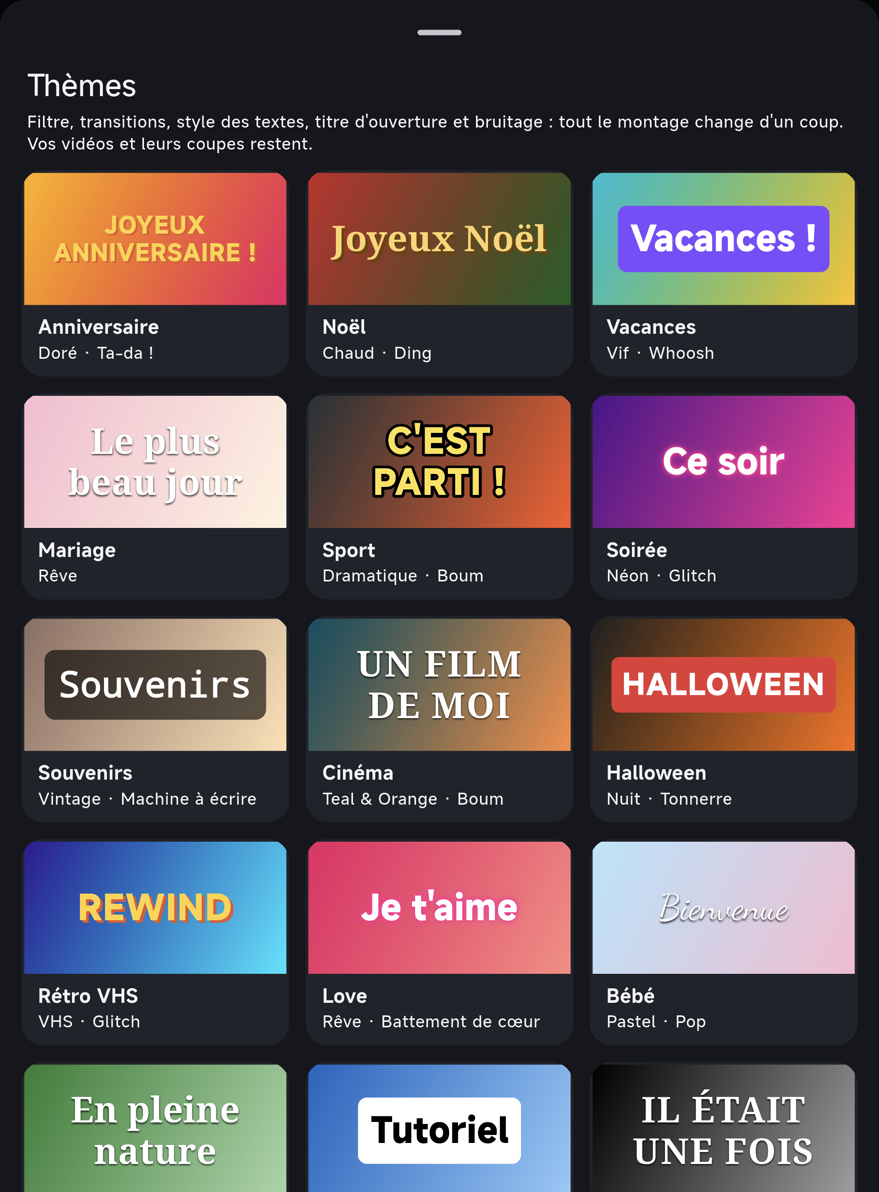 Thèmes
Filtre, transitions, style des textes, titre d'ouverture et bruitage : tout le montage change d'un coup.
Vos vidéos et leurs coupes restent.
JOYEUX
ANNIVERSAIRE !
Anniversaire
Doré · Ta-da !
Joyeux Noël
Noël
Chaud · Ding
Vacances !
Vacances
Vif · Whoosh
Le plus
beau jour
Mariage
Rêve
C'EST
PARTI !
Sport
Dramatique · Boum
Ce soir
Soirée
Néon · Glitch
Souvenirs
Souvenirs
Vintage · Machine à écrire
UN FILM
DE MOI
Cinéma
Teal & Orange · Boum
HALLOWEEN
Halloween
Nuit · Tonnerre
REWIND
Rétro VHS
VHS · Glitch
Je t'aime
Love
Rêve · Battement de cœur
Bienvenue
Bébé
Pastel · Pop
En pleine
nature
Tutoriel
IL ÉTAIT
UNE FOIS